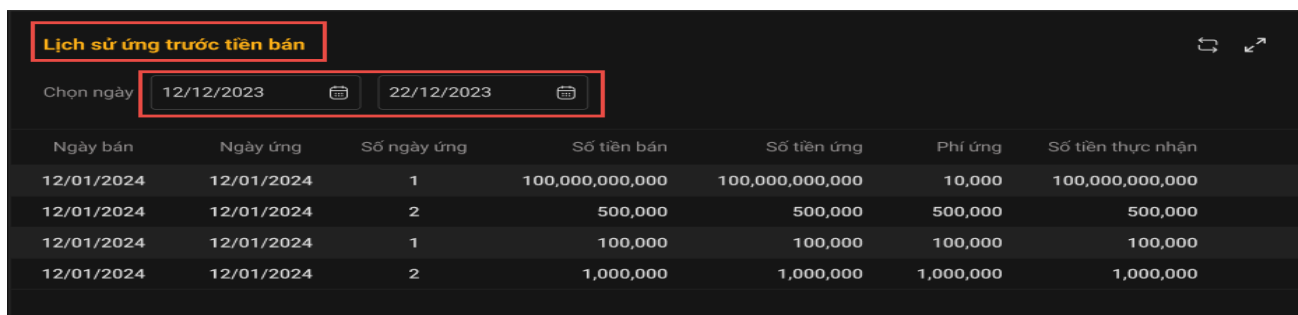 Lịch sử ứng trước tiền bán
Chọn ngày 12/12/2023 22/12/2023
Ngày bán Ngày ứng Số ngày ứng Số tiền bán Số tiền ứng Phí ứng Số tiền thực nhận
12/01/2024 12/01/2024 1 100,000,000,000 100,000,000,000 10,000 100,000,000,000
12/01/2024 12/01/2024 2 500,000 500,000 500,000 500,000
12/01/2024 12/01/2024 1 100,000 100,000 100,000 100,000
12/01/2024 12/01/2024 2 1,000,000 1,000,000 1,000,000 1,000,000